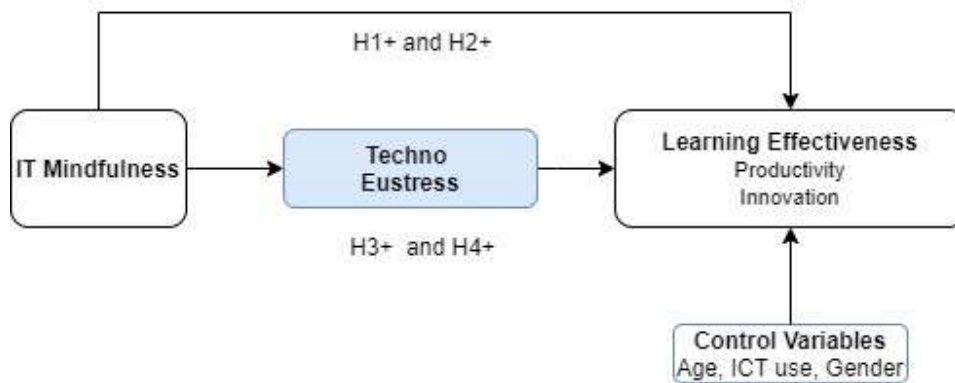 H1+ and H2+
IT Mindfulness
Techno
Eustress
Learning Effectiveness
Productivity
Innovation
H3+ and H4+
Control Variables
Age, ICT use, Gender